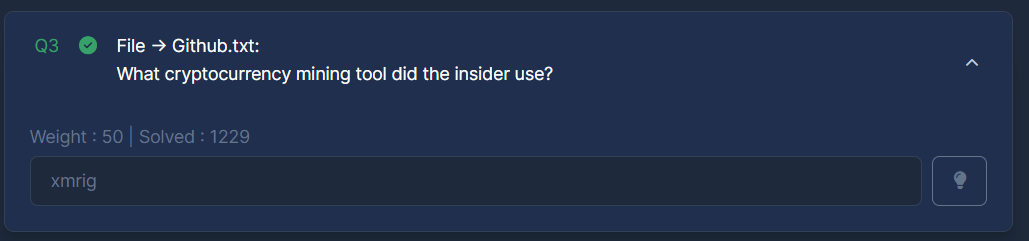 Q3 File → Github.txt:
What cryptocurrency mining tool did the insider use?
Weight : 50 | Solved : 1229
xmrig